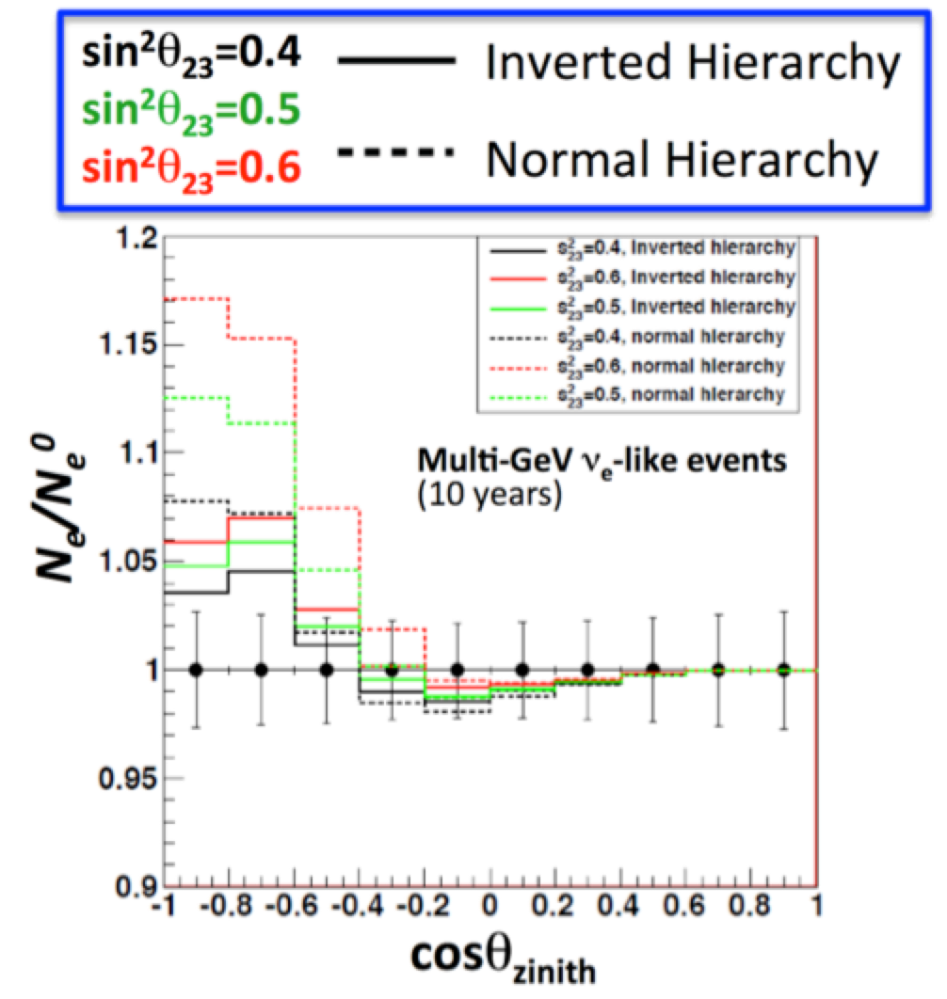 sin²θ₂₃=0.4 Inverted Hierarchy
sin²θ₂₃=0.5
sin²θ₂₃=0.6 Normal Hierarchy
1.2
1.15
1.1
1.05
1
0.95
0.9
s²₂₃=0.4, Inverted hierarchy
s²₂₃=0.6, Inverted hierarchy
s²₂₃=0.5, Inverted hierarchy
s²₂₃=0.4, normal hierarchy
s²₂₃=0.6, normal hierarchy
s²₂₃=0.5, normal hierarchy
Multi-GeV νₑ-like events
(10 years)
Nₑ/Nₑ⁰
-1 -0.8 -0.6 -0.4 -0.2 0 0.2 0.4 0.6 0.8 1
cosθzinith